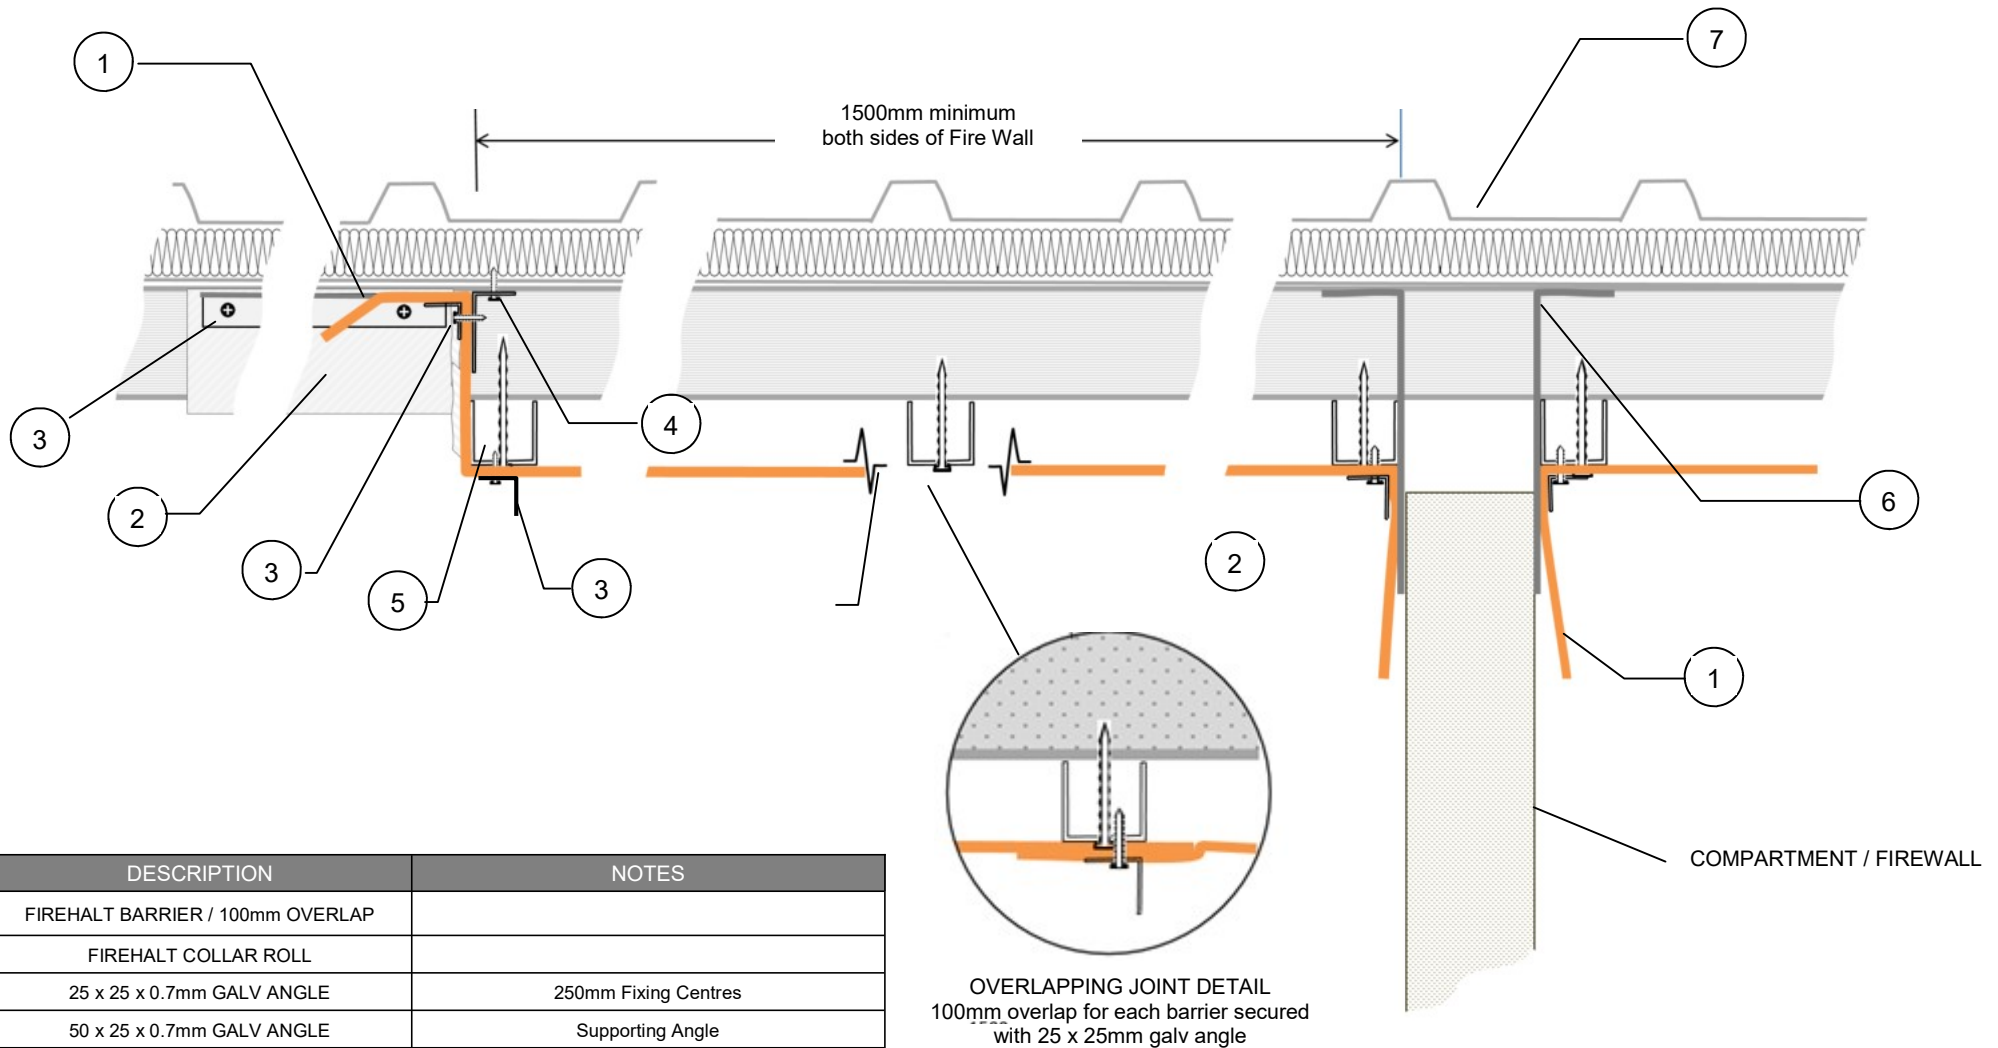 1
7
1500mm minimum
both sides of Fire Wall
3
4
2
6
2
3
5
3
1
COMPARTMENT / FIREWALL
DESCRIPTION NOTES
FIREHALT BARRIER / 100mm OVERLAP
FIREHALT COLLAR ROLL
25 x 25 x 0.7mm GALV ANGLE 250mm Fixing Centres
50 x 25 x 0.7mm GALV ANGLE Supporting Angle
OVERLAPPING JOINT DETAIL
100mm overlap for each barrier secured
with 25 x 25mm galv angle